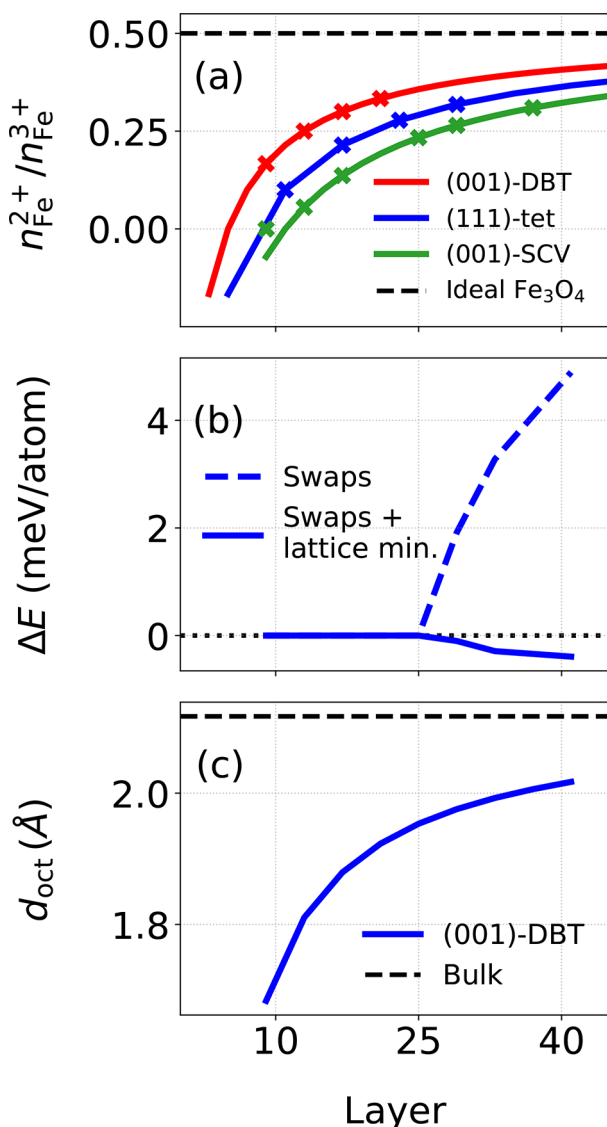 0.50
0.25
0.00
n²⁺Fe/n³⁺Fe
(a)
(001)-DBT
(111)-tet
(001)-SCV
Ideal Fe₃O₄
4
2
0
ΔE (meV/atom)
(b)
Swaps
Swaps +
lattice min.
2.0
1.8
d_oct (Å)
(c)
(001)-DBT
Bulk
10 25 40
Layer